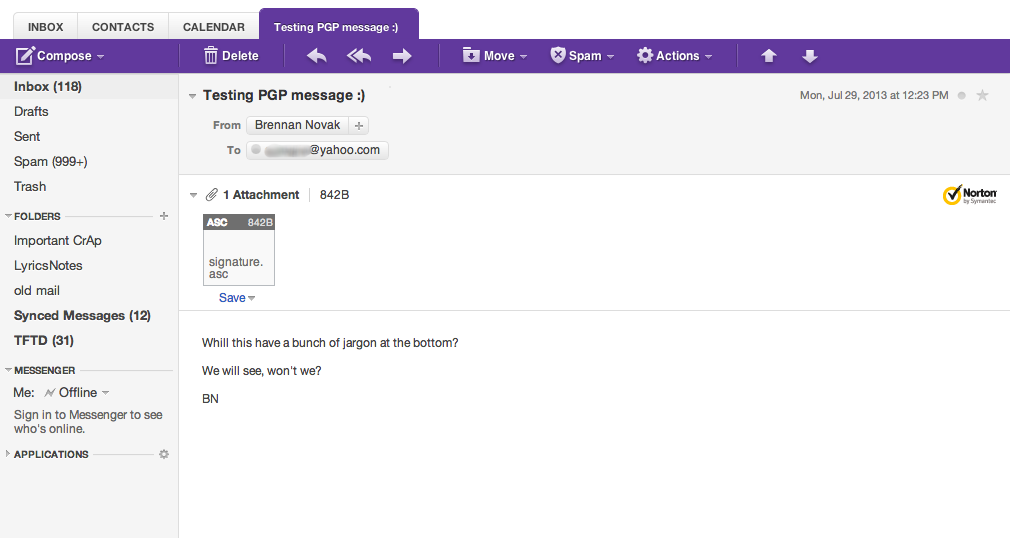 INBOX CONTACTS CALENDAR Testing PGP message :)
Compose Delete Move Spam Actions
Inbox (118)
Drafts
Sent
Spam (999+)
Trash
FOLDERS
Important CrAp
LyricsNotes
old mail
Synced Messages (12)
TFTD (31)
MESSENGER
Me: Offline
Sign in to Messenger to see
who's online.
APPLICATIONS
Testing PGP message :) Mon, Jul 29, 2013 at 12:23 PM
From Brennan Novak
To @yahoo.com
1 Attachment 842B
Norton
by Symantec
ASC 842B
signature.
asc
Save
Whill this have a bunch of jargon at the bottom?
We will see, won't we?
BN